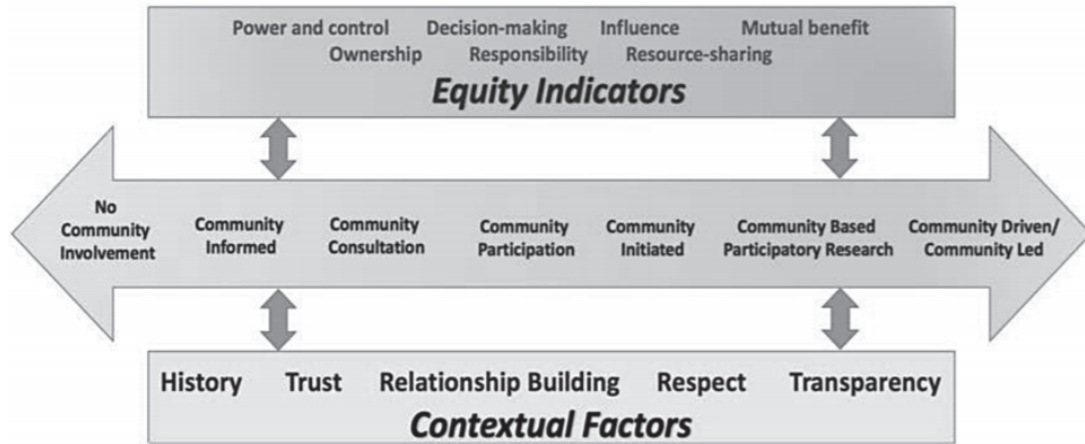 Power and control Decision-making Influence Mutual benefit
Ownership Responsibility Resource-sharing
Equity Indicators
No
Community
Involvement
Community
Informed
Community
Consultation
Community
Participation
Community
Initiated
Community Based
Participatory Research
Community Driven/
Community Led
History Trust Relationship Building Respect Transparency
Contextual Factors